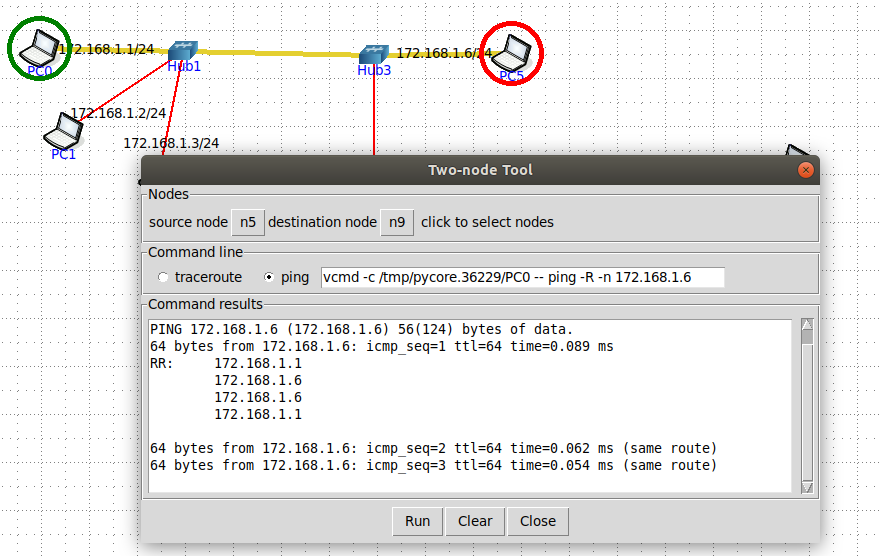 172.168.1.1/24
172.168.1.6/24
PC0
Hub1
Hub3
PC5
172.168.1.2/24
172.168.1.3/24
PC1
Two-node Tool
Nodes
source node n5 destination node n9 click to select nodes
Command line
traceroute ping vcmd -c /tmp/pycore.36229/PC0 -- ping -R -n 172.168.1.6
Command results
PING 172.168.1.6 (172.168.1.6) 56(124) bytes of data.
64 bytes from 172.168.1.6: icmp_seq=1 ttl=64 time=0.089 ms
RR: 172.168.1.1
172.168.1.6
172.168.1.6
172.168.1.1
64 bytes from 172.168.1.6: icmp_seq=2 ttl=64 time=0.062 ms (same route)
64 bytes from 172.168.1.6: icmp_seq=3 ttl=64 time=0.054 ms (same route)
Run Clear Close